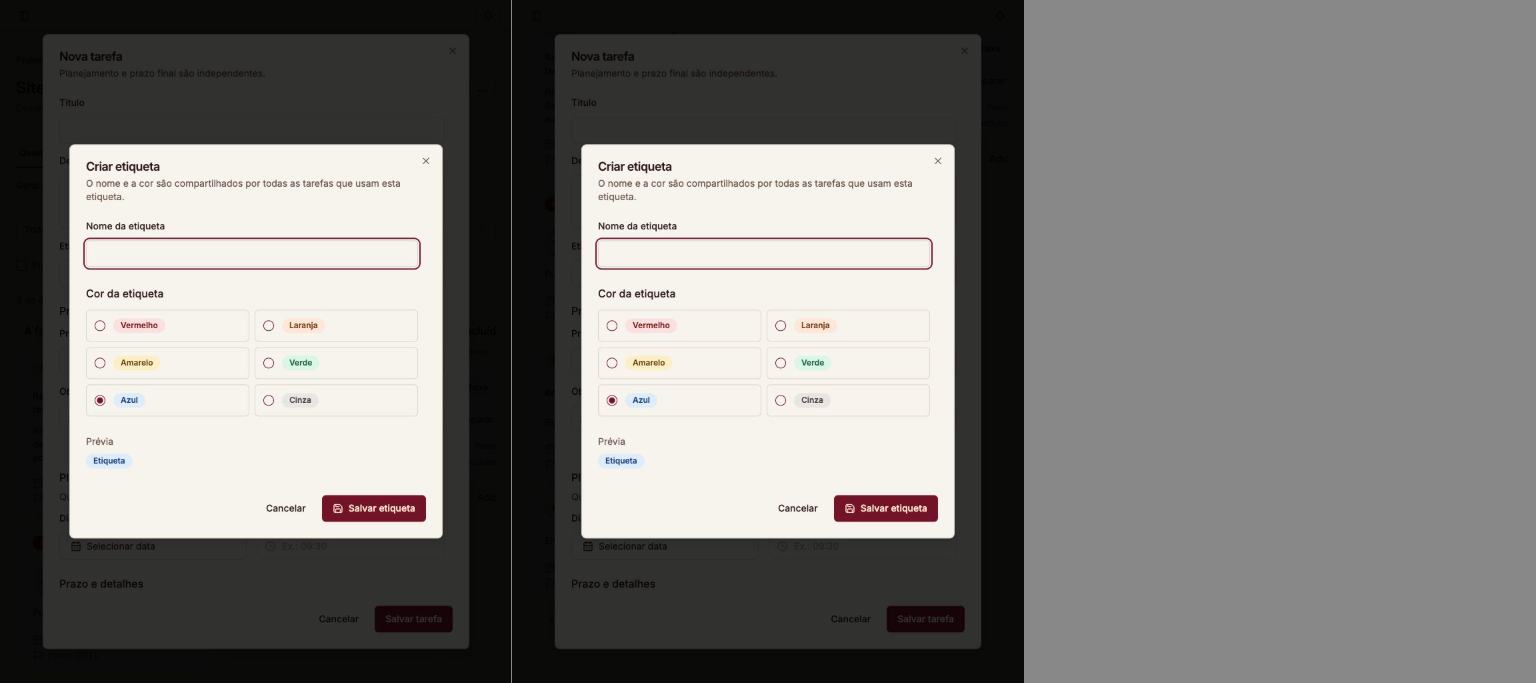 Nova tarefa
Planejamento e prazo final são independentes.
Título
Criar etiqueta
O nome e a cor são compartilhados por todas as tarefas que usam esta
etiqueta.
Nome da etiqueta
Cor da etiqueta
Vermelho
Laranja
Amarelo
Verde
Azul
Cinza
Prévia
Etiqueta
Cancelar
Salvar etiqueta
Selecionar data
Ex.: 09:30
Prazo e detalhes
Cancelar
Salvar tarefa
Nova tarefa
Planejamento e prazo final são independentes.
Título
Criar etiqueta
O nome e a cor são compartilhados por todas as tarefas que usam esta
etiqueta.
Nome da etiqueta
Cor da etiqueta
Vermelho
Laranja
Amarelo
Verde
Azul
Cinza
Prévia
Etiqueta
Cancelar
Salvar etiqueta
Selecionar data
Ex.: 09:30
Prazo e detalhes
Cancelar
Salvar tarefa